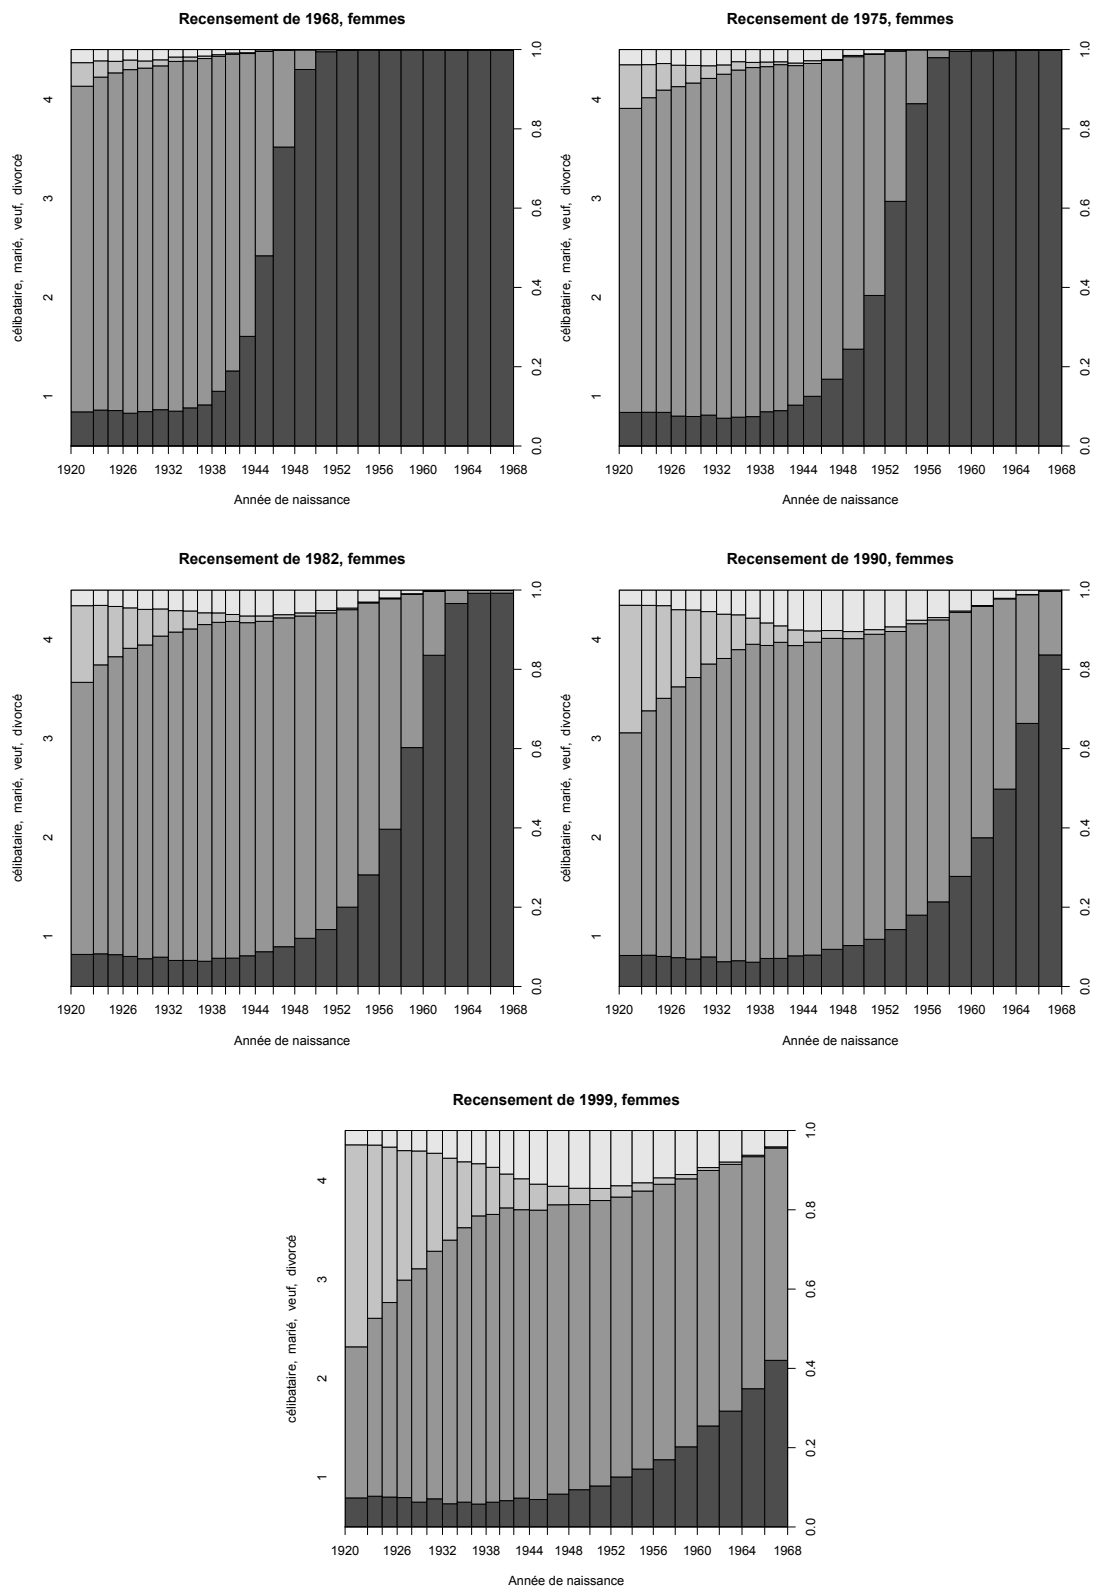 Recensement de 1968, femmes
célibataire, marié, veuf, divorcé
1 2 3 4
0.0 0.2 0.4 0.6 0.8 1.0
1920 1926 1932 1938 1944 1948 1952 1956 1960 1964 1968
Année de naissance
Recensement de 1975, femmes
célibataire, marié, veuf, divorcé
1 2 3 4
0.0 0.2 0.4 0.6 0.8 1.0
1920 1926 1932 1938 1944 1948 1952 1956 1960 1964 1968
Année de naissance
Recensement de 1982, femmes
célibataire, marié, veuf, divorcé
1 2 3 4
0.0 0.2 0.4 0.6 0.8 1.0
1920 1926 1932 1938 1944 1948 1952 1956 1960 1964 1968
Année de naissance
Recensement de 1990, femmes
célibataire, marié, veuf, divorcé
1 2 3 4
0.0 0.2 0.4 0.6 0.8 1.0
1920 1926 1932 1938 1944 1948 1952 1956 1960 1964 1968
Année de naissance
Recensement de 1999, femmes
célibataire, marié, veuf, divorcé
1 2 3 4
0.0 0.2 0.4 0.6 0.8 1.0
1920 1926 1932 1938 1944 1948 1952 1956 1960 1964 1968
Année de naissance